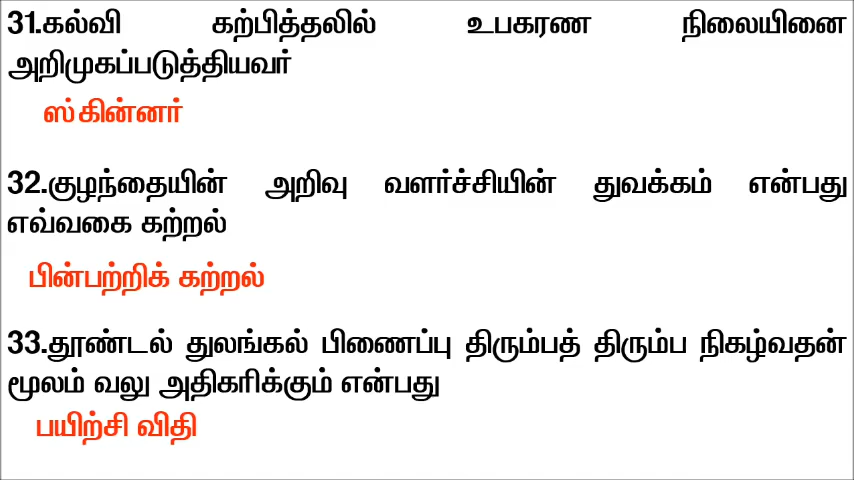 31.கல்வி கற்பித்தலில் உபகரண நிலையினை
அறிமுகப்படுத்தியவர்
ஸ்கின்னர்
32.குழந்தையின் அறிவு வளர்ச்சியின் துவக்கம் என்பது
எவ்வகை கற்றல்
பின்பற்றிக் கற்றல்
33.தூண்டல் துலங்கல் பிணைப்பு திரும்பத் திரும்ப நிகழ்வதன்
மூலம் வலு அதிகரிக்கும் என்பது
பயிற்சி விதி